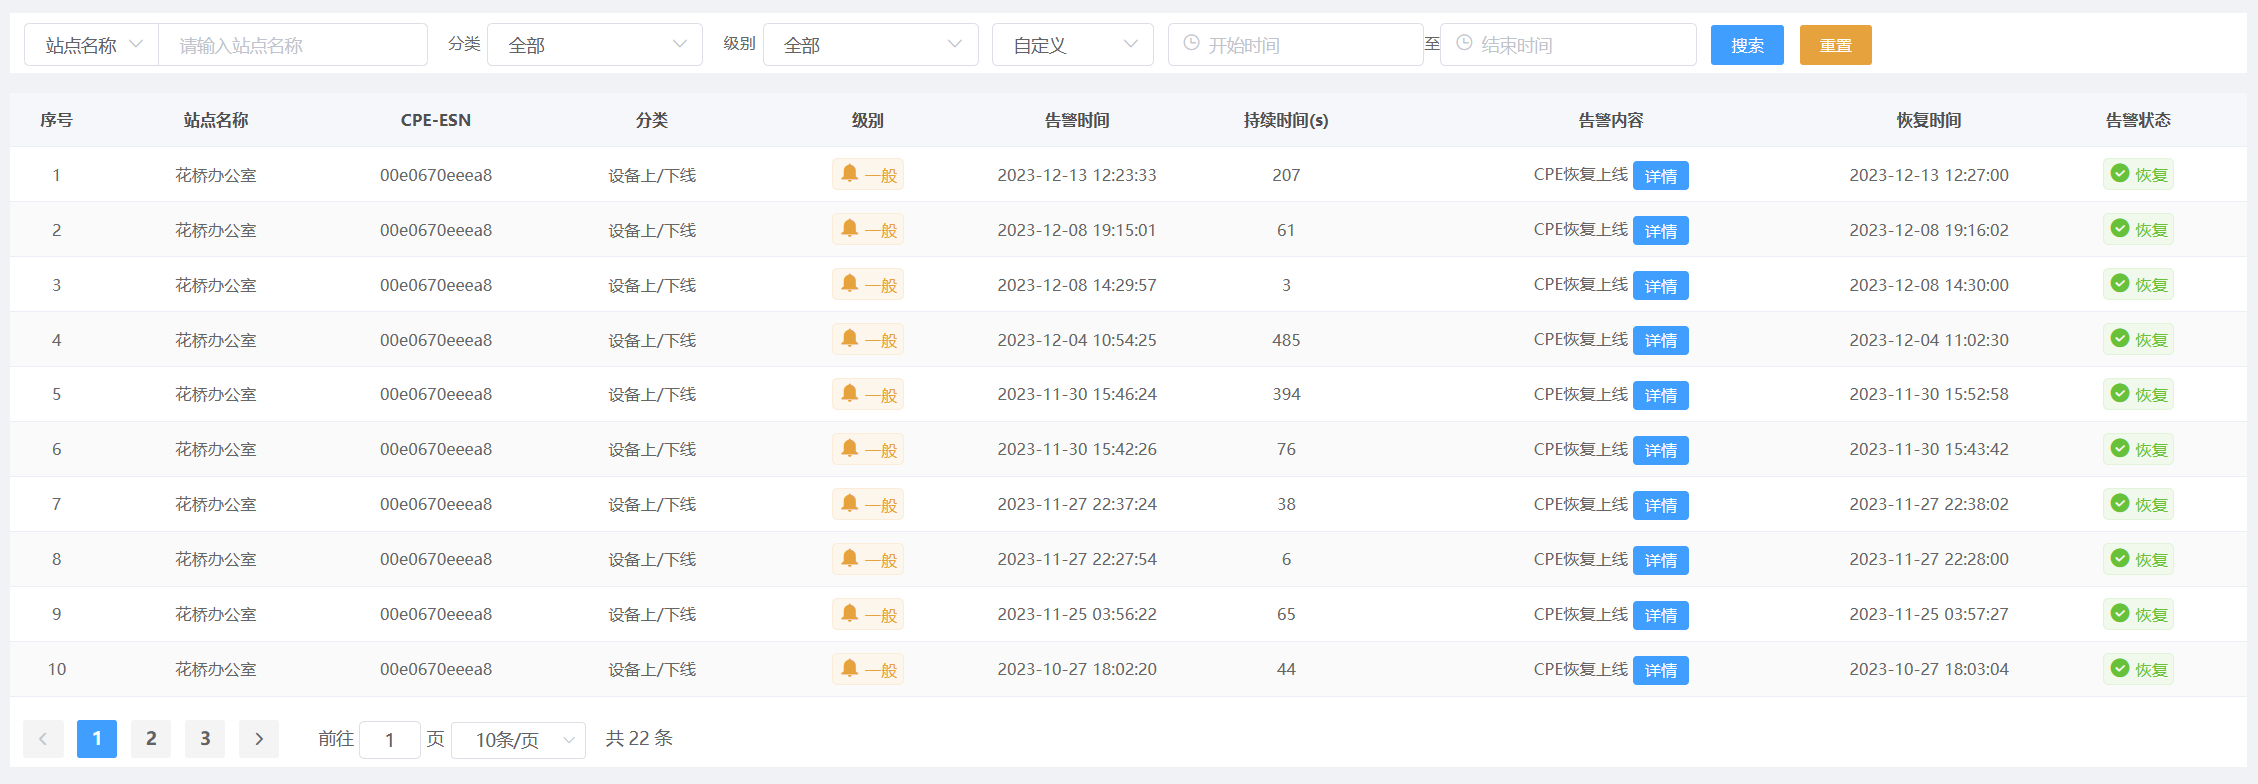 站点名称 请输入站点名称 分类 全部 级别 全部 自定义 开始时间 至 结束时间 搜索 重置
序号 站点名称 CPE-ESN 分类 级别 告警时间 持续时间(s) 告警内容 恢复时间 告警状态
1 花桥办公室 00e0670eeea8 设备上/下线 一般 2023-12-13 12:23:33 207 CPE恢复上线 详情 2023-12-13 12:27:00 恢复
2 花桥办公室 00e0670eeea8 设备上/下线 一般 2023-12-08 19:15:01 61 CPE恢复上线 详情 2023-12-08 19:16:02 恢复
3 花桥办公室 00e0670eeea8 设备上/下线 一般 2023-12-08 14:29:57 3 CPE恢复上线 详情 2023-12-08 14:30:00 恢复
4 花桥办公室 00e0670eeea8 设备上/下线 一般 2023-12-04 10:54:25 485 CPE恢复上线 详情 2023-12-04 11:02:30 恢复
5 花桥办公室 00e0670eeea8 设备上/下线 一般 2023-11-30 15:46:24 394 CPE恢复上线 详情 2023-11-30 15:52:58 恢复
6 花桥办公室 00e0670eeea8 设备上/下线 一般 2023-11-30 15:42:26 76 CPE恢复上线 详情 2023-11-30 15:43:42 恢复
7 花桥办公室 00e0670eeea8 设备上/下线 一般 2023-11-27 22:37:24 38 CPE恢复上线 详情 2023-11-27 22:38:02 恢复
8 花桥办公室 00e0670eeea8 设备上/下线 一般 2023-11-27 22:27:54 6 CPE恢复上线 详情 2023-11-27 22:28:00 恢复
9 花桥办公室 00e0670eeea8 设备上/下线 一般 2023-11-25 03:56:22 65 CPE恢复上线 详情 2023-11-25 03:57:27 恢复
10 花桥办公室 00e0670eeea8 设备上/下线 一般 2023-10-27 18:02:20 44 CPE恢复上线 详情 2023-10-27 18:03:04 恢复
1 2 3 前往 1 页 10条/页 共 22 条